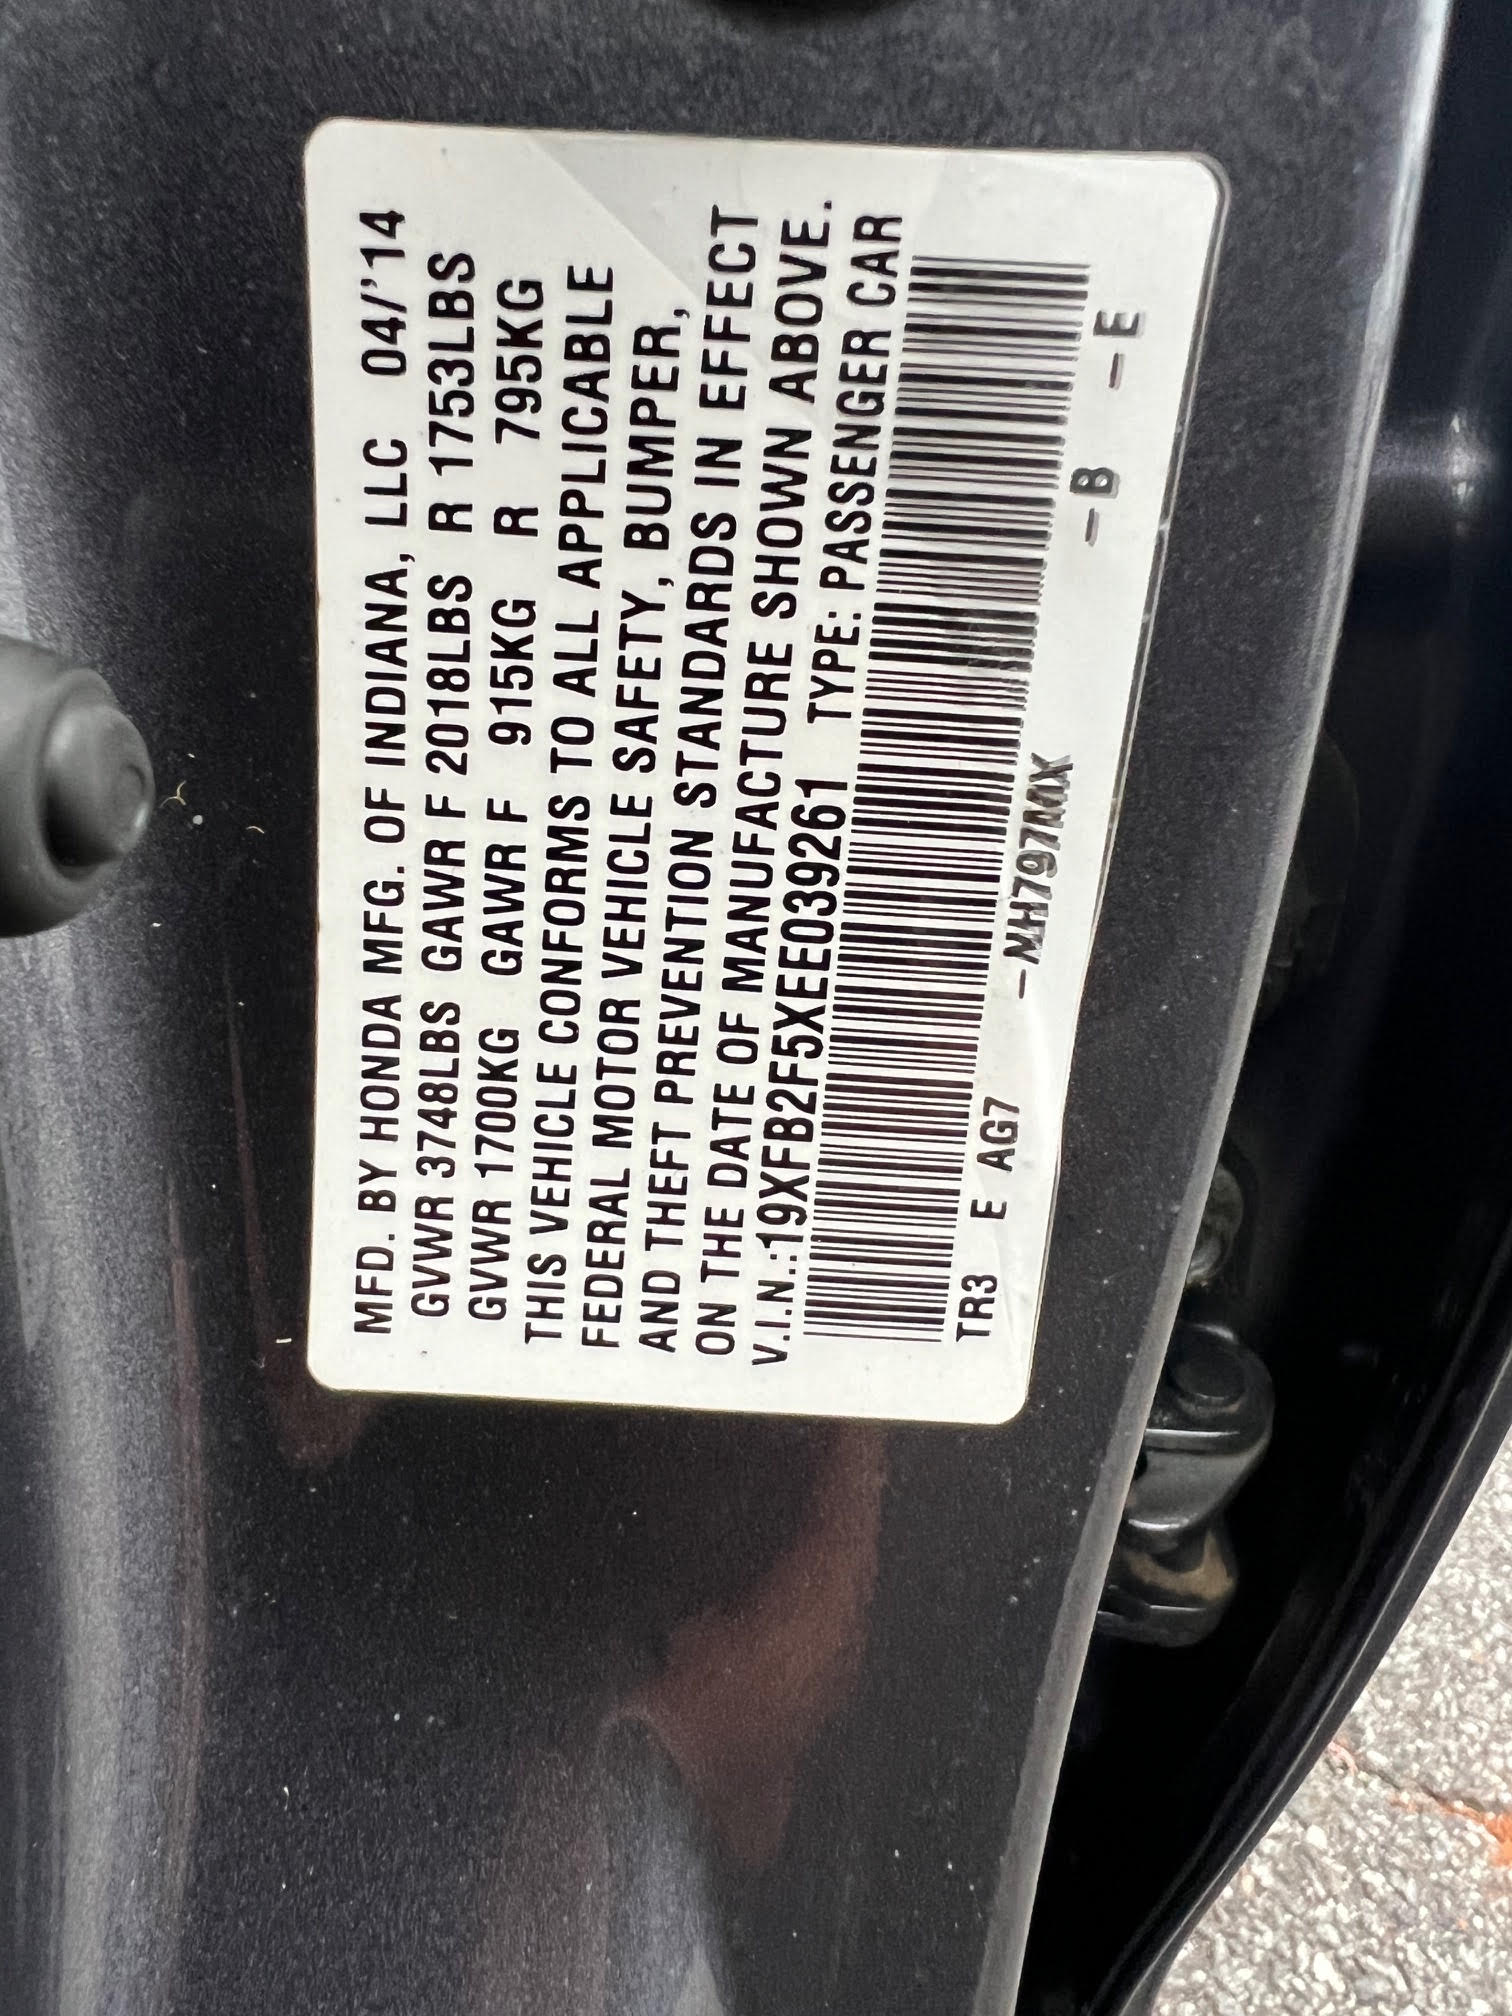 MFD. BY HONDA MFG. OF INDIANA, LLC 04/'14
GVWR 3748LBS GAWR F 2018LBS R 1753LBS
GVWR 1700KG GAWR F 915KG R 795KG
THIS VEHICLE CONFORMS TO ALL APPLICABLE
FEDERAL MOTOR VEHICLE SAFETY, BUMPER,
AND THEFT PREVENTION STANDARDS IN EFFECT
ON THE DATE OF MANUFACTURE SHOWN ABOVE.
V.I.N.:19XFB2F5XEE039261 TYPE: PASSENGER CAR
TR3 E AG7 -NH797MX -B -E